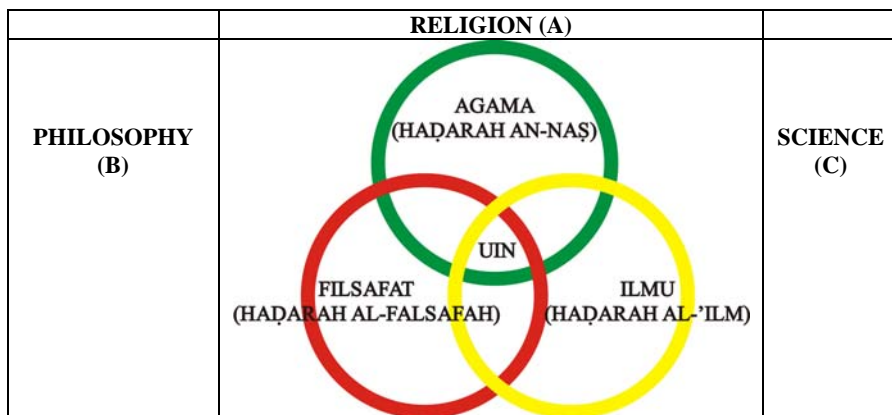 RELIGION (A)
PHILOSOPHY
(B)
AGAMA
(HAḌARAH AN-NAṢ)
UIN
FILSAFAT
(HAḌARAH AL-FALSAFAH)
ILMU
(HAḌARAH AL-’ILM)
SCIENCE
(C)